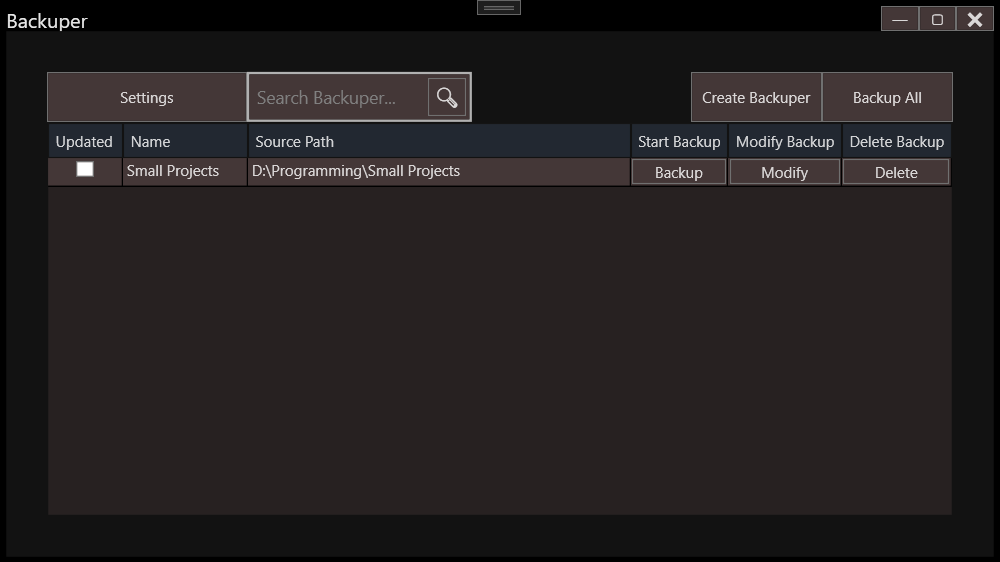 Backuper
Settings
Search Backuper...
Create Backuper
Backup All
Updated Name Source Path Start Backup Modify Backup Delete Backup
Small Projects D:\Programming\Small Projects Backup Modify Delete